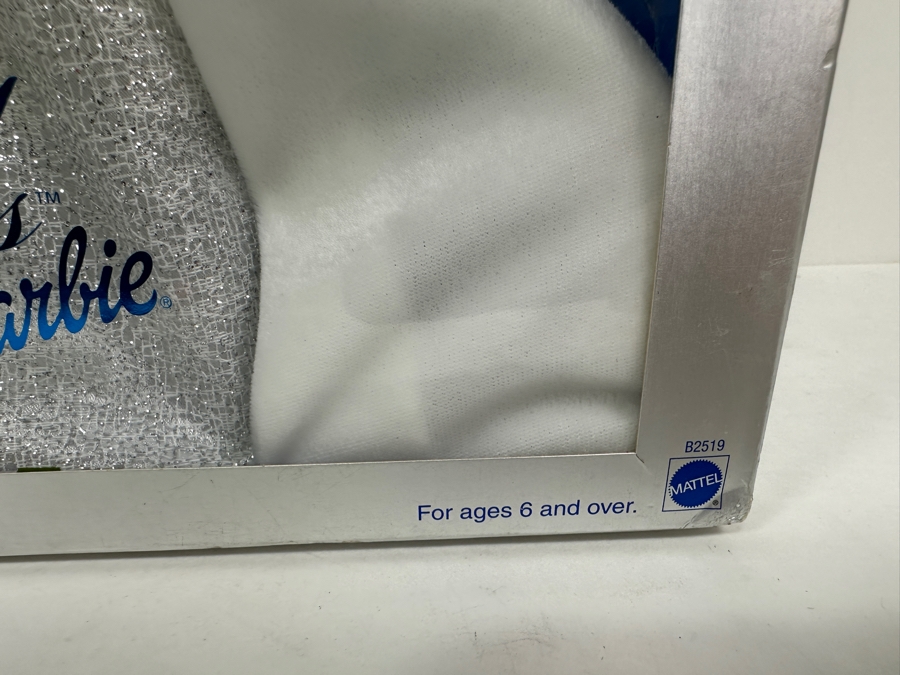 TM
arbie®
B2519
MATTEL®
For ages 6 and over.